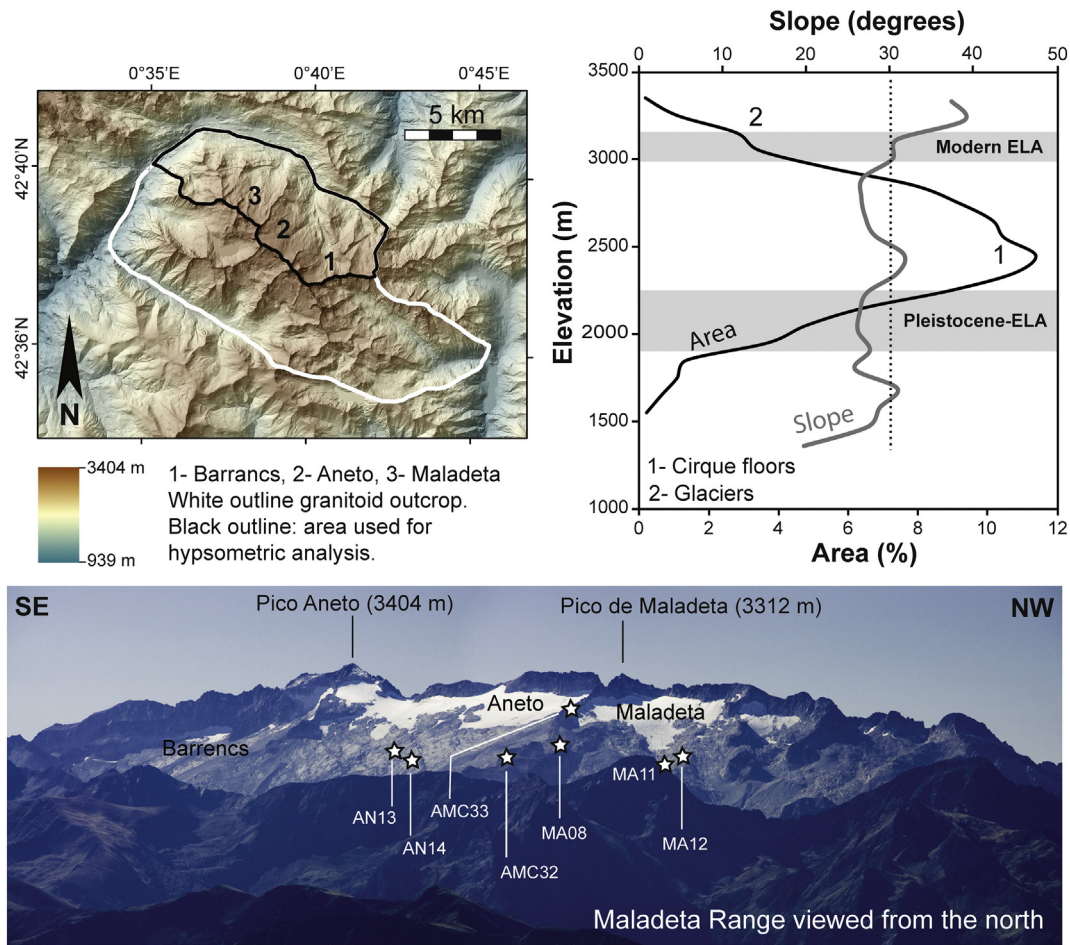 0°35'E
0°40'E
0°45'E
42°40'N
42°36'N
5 km
3
2
1
N
3404 m
939 m
1- Barrancs, 2- Aneto, 3- Maladeta
White outline granitoid outcrop.
Black outline: area used for
hypsometric analysis.
Slope (degrees)
0 10 20 30 40 50
3500
3000
2500
2000
1500
1000
Elevation (m)
2
Modern ELA
1
Pleistocene-ELA
Area
Slope
1- Cirque floors
2- Glaciers
0 2 4 6 8 10 12
Area (%)
SE
NW
Pico Aneto (3404 m)
Pico de Maladeta (3312 m)
Aneto
Maladeta
Barrencs
AN13
AN14
AMC33
AMC32
MA08
MA11
MA12
Maladeta Range viewed from the north